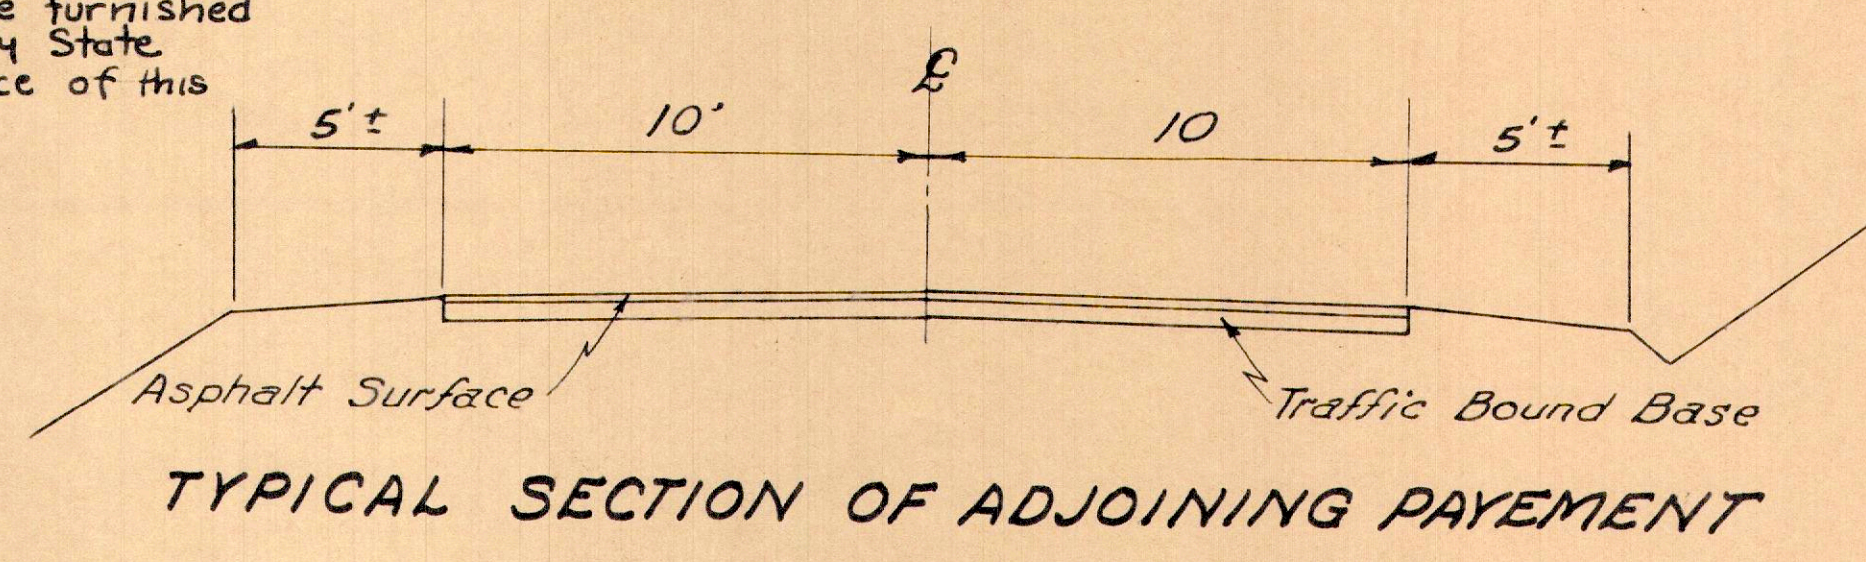 e furnished
y State
ce of this
℄
5'± 10' 10 5'±
Asphalt Surface
Traffic Bound Base
TYPICAL SECTION OF ADJOINING PAVEMENT